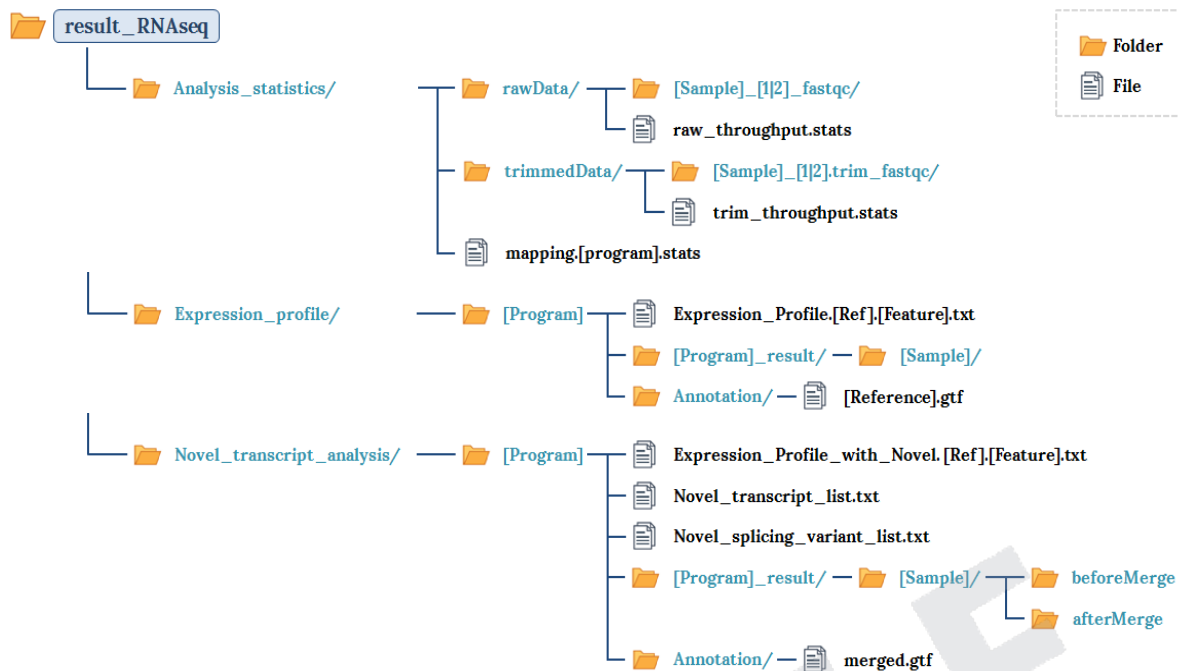 result_RNAseq
Folder
File
Analysis_statistics/
rawData/
[Sample]_[1|2]_fastqc/
raw_throughput.stats
trimmedData/
[Sample]_[1|2].trim_fastqc/
trim_throughput.stats
mapping.[program].stats
Expression_profile/
[Program]
Expression_Profile.[Ref].[Feature].txt
[Program]_result/
[Sample]/
Annotation/
[Reference].gtf
Novel_transcript_analysis/
[Program]
Expression_Profile_with_Novel.[Ref].[Feature].txt
Novel_transcript_list.txt
Novel_splicing_variant_list.txt
[Program]_result/
[Sample]/
beforeMerge
afterMerge
Annotation/
merged.gtf